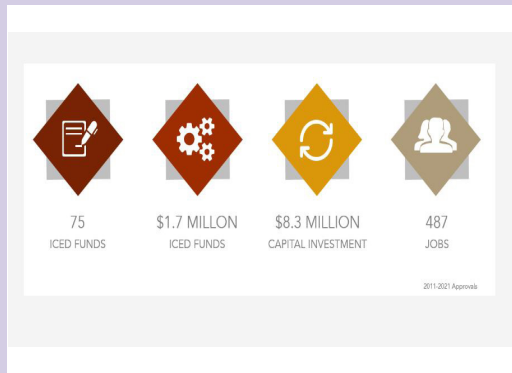 75
ICED FUNDS
$1.7 MILLON
ICED FUNDS
$8.3 MILLION
CAPITAL INVESTMENT
487
JOBS
2011-2021 Approvals